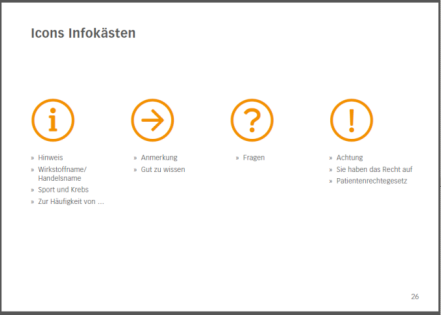 Icons Infokästen
i
→
?
!
» Hinweis
» Wirkstoffname/
Handelsname
» Sport und Krebs
» Zur Häufigkeit von ...
» Anmerkung
» Gut zu wissen
» Fragen
» Achtung
» Sie haben das Recht auf
» Patientenrechtegesetz
26